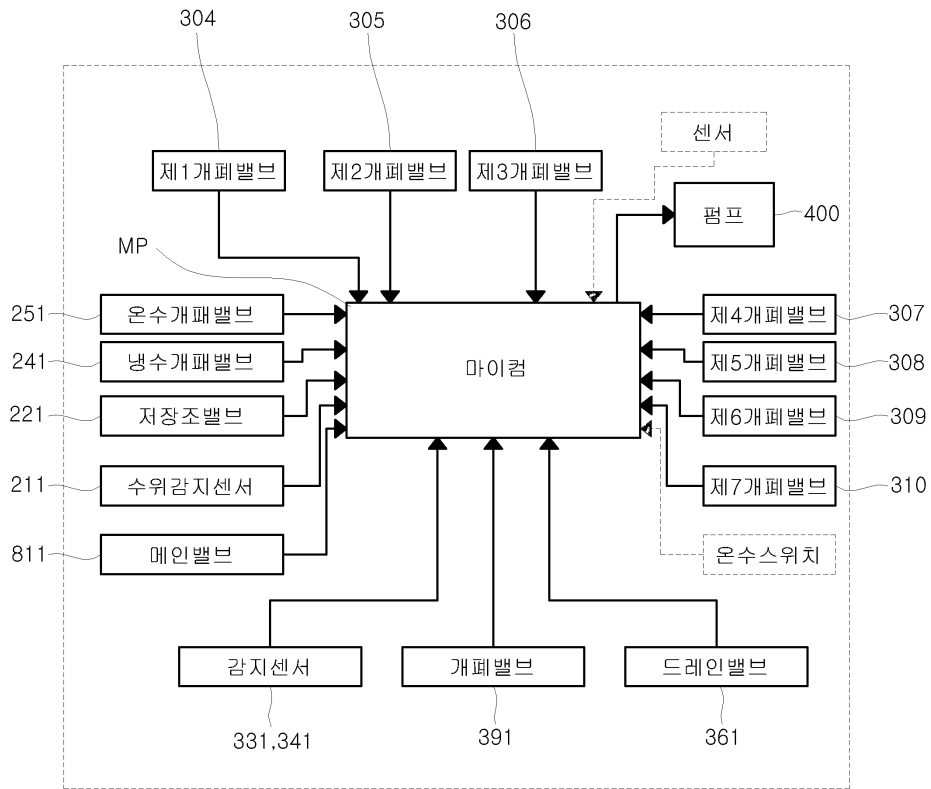 304
305
306
센서
제1개폐밸브
제2개폐밸브
제3개폐밸브
펌프
400
MP
251
온수개패밸브
제4개폐밸브
307
241
냉수개패밸브
마이컴
제5개폐밸브
308
221
저장조밸브
제6개폐밸브
309
211
수위감지센서
제7개폐밸브
310
811
메인밸브
온수스위치
감지센서
개폐밸브
드레인밸브
331,341
391
361